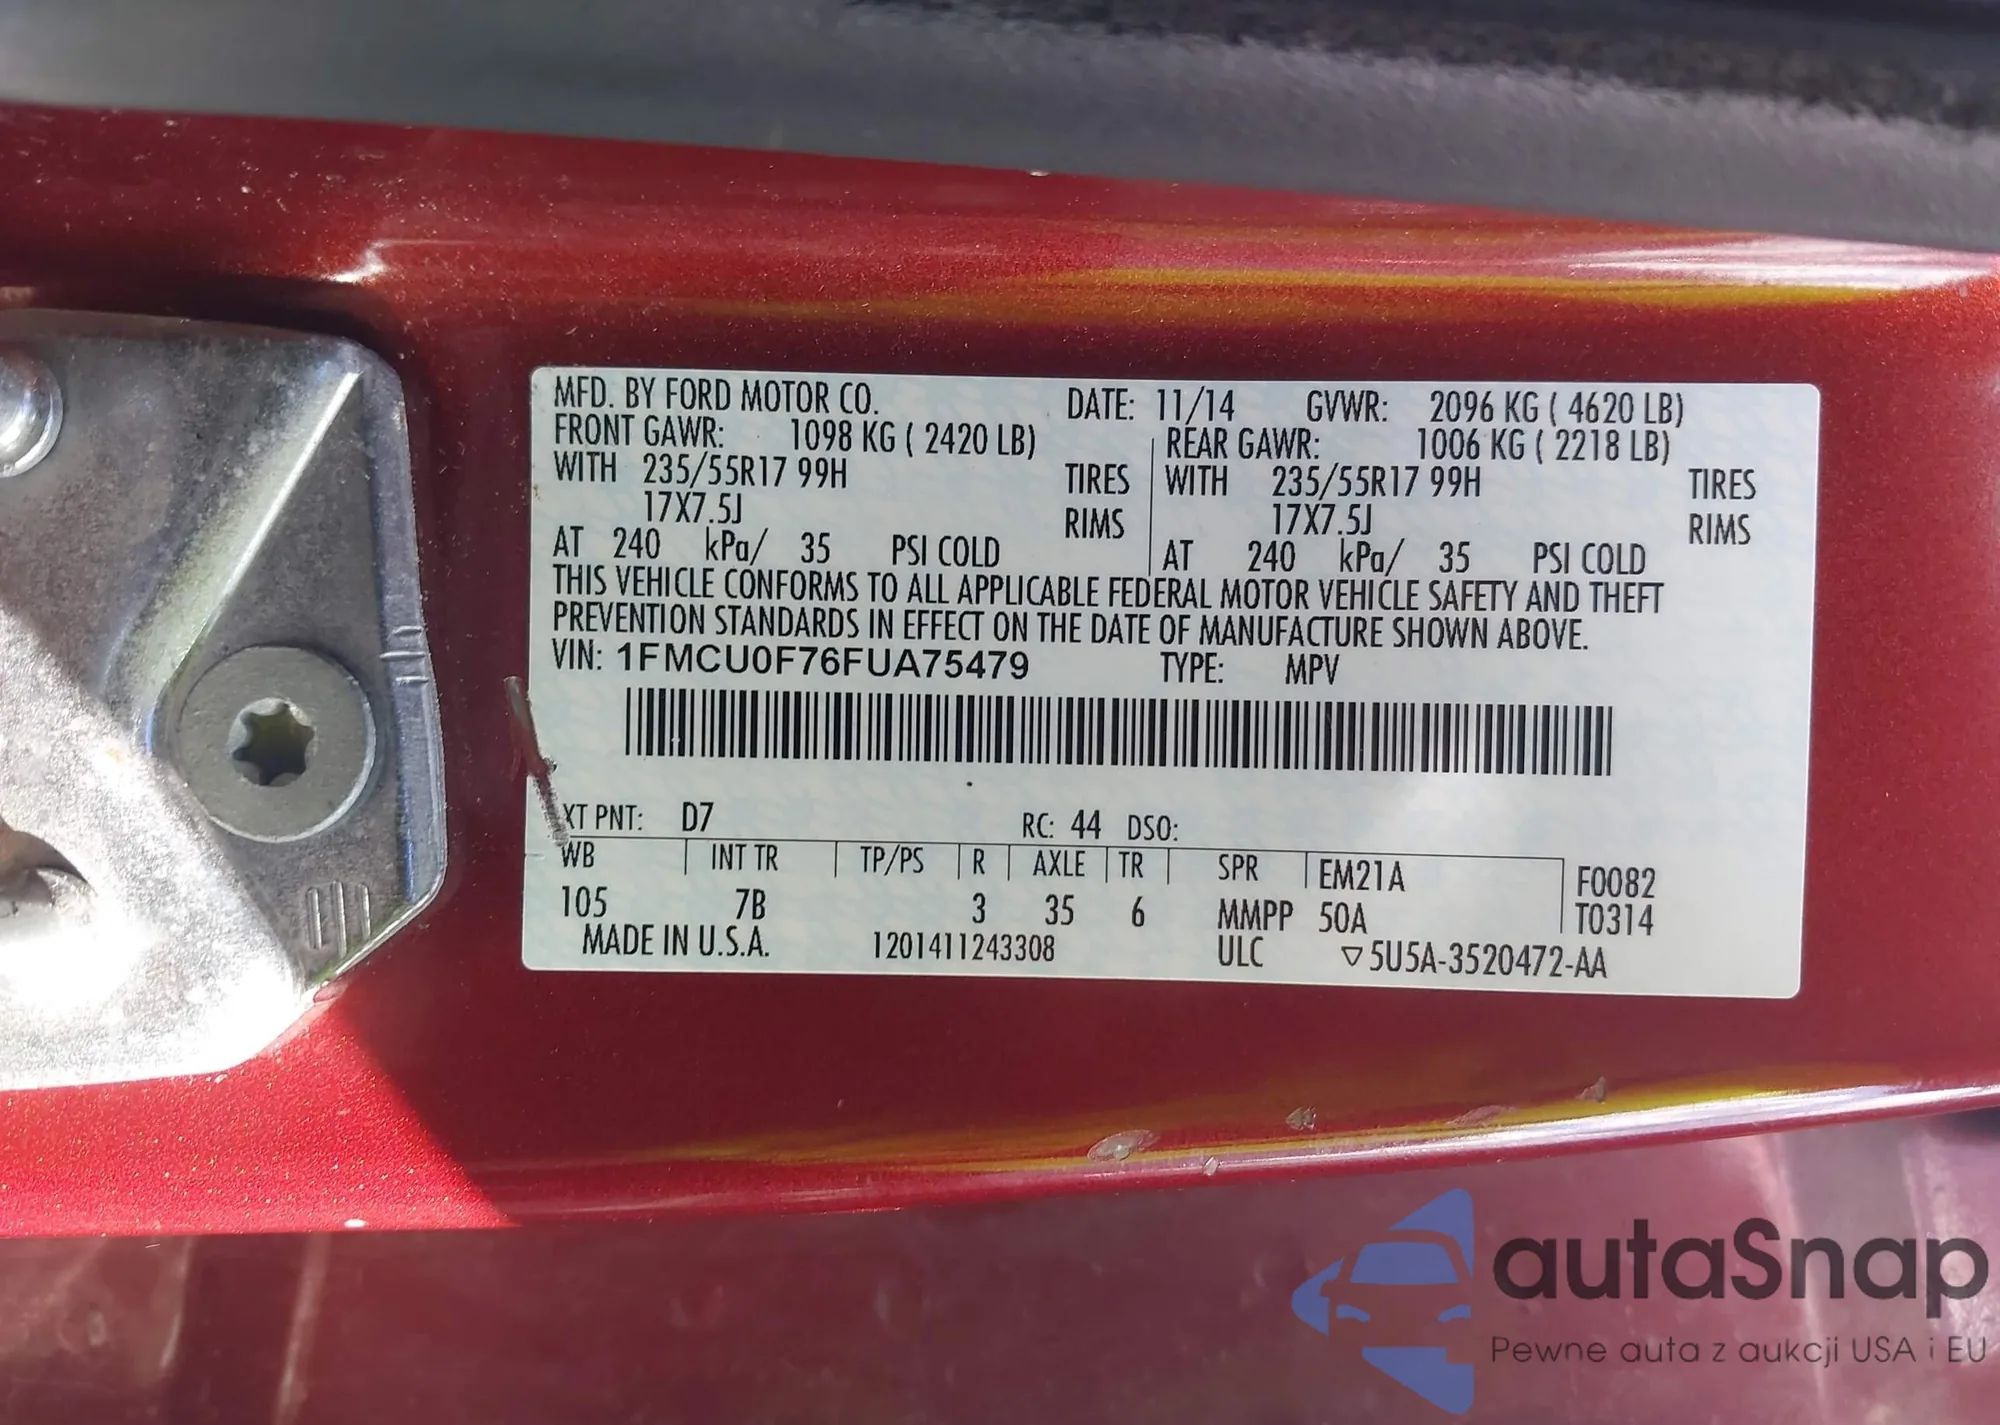 MFD. BY FORD MOTOR CO. DATE: 11/14 GVWR: 2096 KG ( 4620 LB)
FRONT GAWR: 1098 KG ( 2420 LB) REAR GAWR: 1006 KG ( 2218 LB)
WITH 235/55R17 99H TIRES WITH 235/55R17 99H TIRES
17X7.5J RIMS 17X7.5J RIMS
AT 240 kPa/ 35 PSI COLD AT 240 kPa/ 35 PSI COLD
THIS VEHICLE CONFORMS TO ALL APPLICABLE FEDERAL MOTOR VEHICLE SAFETY AND THEFT
PREVENTION STANDARDS IN EFFECT ON THE DATE OF MANUFACTURE SHOWN ABOVE.
VIN: 1FMCU0F76FUA75479 TYPE: MPV
XT PNT: D7 RC: 44 DSO:
WB INT TR TP/PS R AXLE TR SPR EM21A F0082
105 7B 3 35 6 MMPP 50A T0314
MADE IN U.S.A. 1201411243308 ULC ▽5U5A-3520472-AA
autaSnap
Pewne auta z aukcji USA i EU